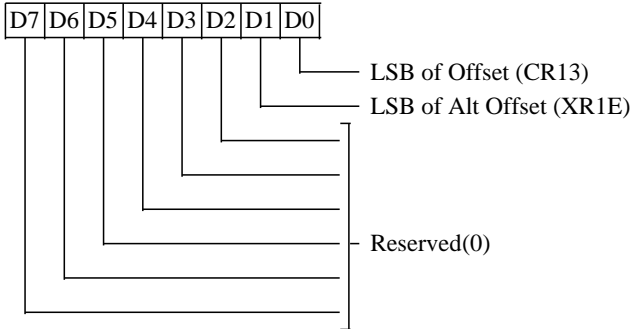 D7 D6 D5 D4 D3 D2 D1 D0
LSB of Offset (CR13)
LSB of Alt Offset (XR1E)
Reserved(0)